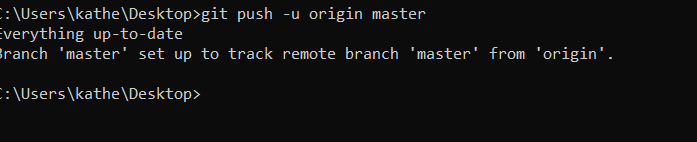 C:\Users\kathe\Desktop>git push -u origin master
Everything up-to-date
Branch 'master' set up to track remote branch 'master' from 'origin'.
C:\Users\kathe\Desktop>